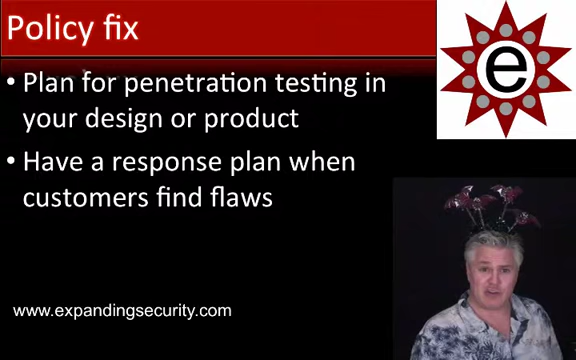 Policy fix
e
• Plan for penetration testing in
your design or product
• Have a response plan when
customers find flaws
www.expandingsecurity.com